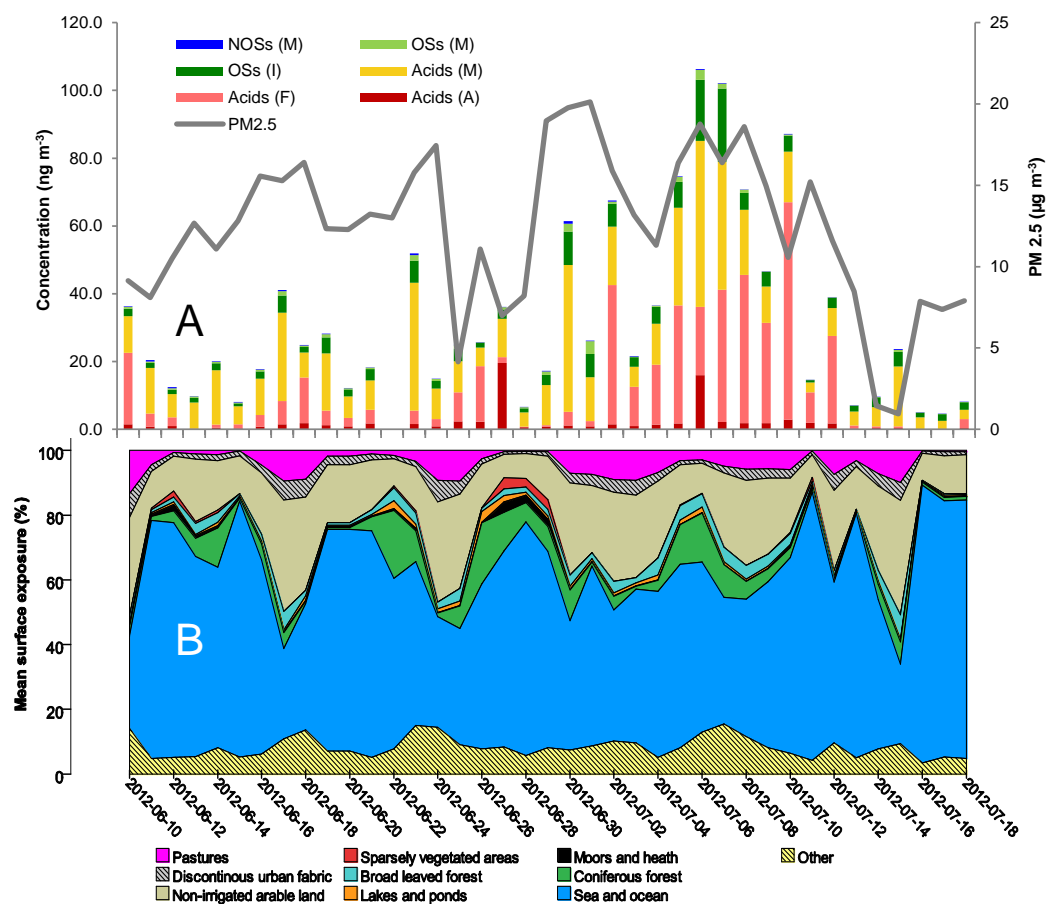 120.0
100.0
80.0
60.0
40.0
20.0
0.0
Concentration (ng m-3)
25
20
15
10
5
0
PM 2.5 (µg m-3)
NOSs (M)
OSs (M)
OSs (I)
Acids (M)
Acids (F)
Acids (A)
PM2.5
A
100
80
60
40
20
0
Mean surface exposure (%)
B
2012-06-10
2012-06-12
2012-06-14
2012-06-16
2012-06-18
2012-06-20
2012-06-22
2012-06-24
2012-06-26
2012-06-28
2012-06-30
2012-07-02
2012-07-04
2012-07-06
2012-07-08
2012-07-10
2012-07-12
2012-07-14
2012-07-16
2012-07-18
Pastures
Sparsely vegetated areas
Moors and heath
Other
Discontinous urban fabric
Broad leaved forest
Coniferous forest
Non-irrigated arable land
Lakes and ponds
Sea and ocean